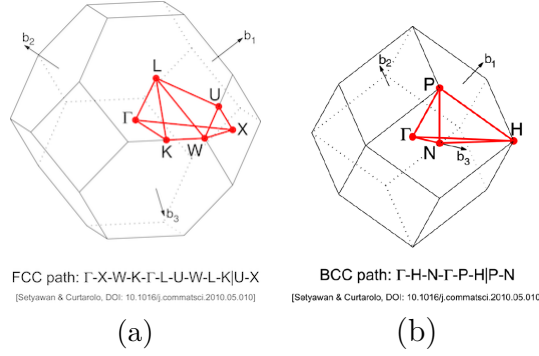 b2
b1
L
U
Γ
X
K
W
b3
FCC path: Γ-X-W-K-Γ-L-U-W-L-K|U-X
[Setyawan & Curtarolo, DOI: 10.1016/j.commatsci.2010.05.010]
(a)
b2
b1
P
Γ
H
N
b3
BCC path: Γ-H-N-Γ-P-H|P-N
[Setyawan & Curtarolo, DOI: 10.1016/j.commatsci.2010.05.010]
(b)